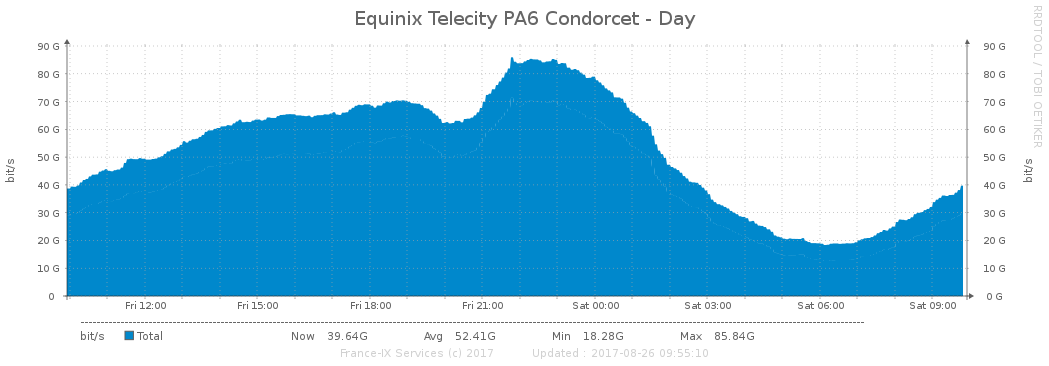 Equinix Telecity PA6 Condorcet - Day
RRDTOOL / TOBI OETIKER
90 G 90 G
80 G 80 G
70 G 70 G
60 G 60 G
50 G 50 G
40 G 40 G
30 G 30 G
20 G 20 G
10 G 10 G
0 0 G
bit/s bit/s
Fri 12:00 Fri 15:00 Fri 18:00 Fri 21:00 Sat 00:00 Sat 03:00 Sat 06:00 Sat 09:00
bit/s Total Now 39.64G Avg 52.41G Min 18.28G Max 85.84G
France-IX Services (c) 2017 Updated : 2017-08-26 09:55:10